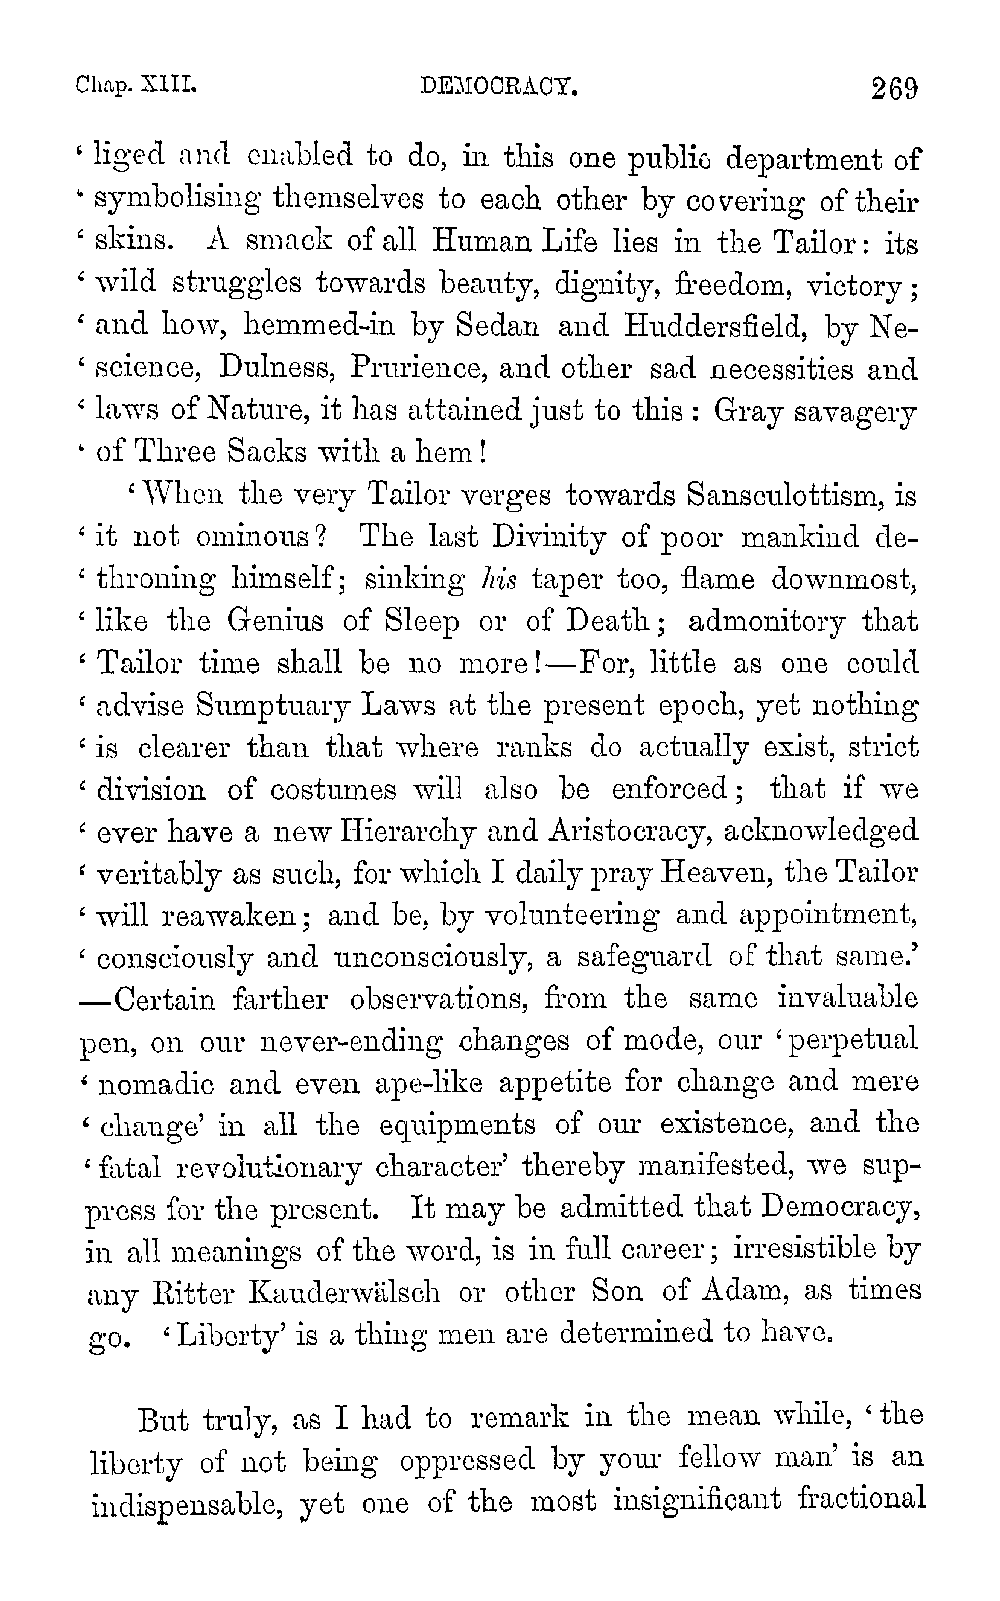 Chap. XIII. DEMOCRACY. 269
‘ liged and enabled to do, in this one public department of
‘ symbolising themselves to each other by covering of their
‘ skins. A smack of all Human Life lies in the Tailor: its
‘ wild struggles towards beauty, dignity, freedom, victory;
‘ and how, hemmed-in by Sedan and Huddersfield, by Ne-
‘ science, Dulness, Prurience, and other sad necessities and
‘ laws of Nature, it has attained just to this: Gray savagery
‘ of Three Sacks with a hem!
‘ When the very Tailor verges towards Sansculottism, is
‘ it not ominous? The last Divinity of poor mankind de-
‘ throning himself; sinking his taper too, flame downmost,
‘ like the Genius of Sleep or of Death; admonitory that
‘ Tailor time shall be no more!—For, little as one could
‘ advise Sumptuary Laws at the present epoch, yet nothing
‘ is clearer than that where ranks do actually exist, strict
‘ division of costumes will also be enforced; that if we
‘ ever have a new Hierarchy and Aristocracy, acknowledged
‘ veritably as such, for which I daily pray Heaven, the Tailor
‘ will reawaken; and be, by volunteering and appointment,
‘ consciously and unconsciously, a safeguard of that same.’
—Certain farther observations, from the same invaluable
pen, on our never-ending changes of mode, our ‘ perpetual
‘ nomadic and even ape-like appetite for change and mere
‘ change’ in all the equipments of our existence, and the
‘ fatal revolutionary character’ thereby manifested, we sup-
press for the present. It may be admitted that Democracy,
in all meanings of the word, is in full career; irresistible by
any Ritter Kauderwälsch or other Son of Adam, as times
go. ‘ Liberty’ is a thing men are determined to have.
But truly, as I had to remark in the mean while, ‘ the
liberty of not being oppressed by your fellow man’ is an
indispensable, yet one of the most insignificant fractional